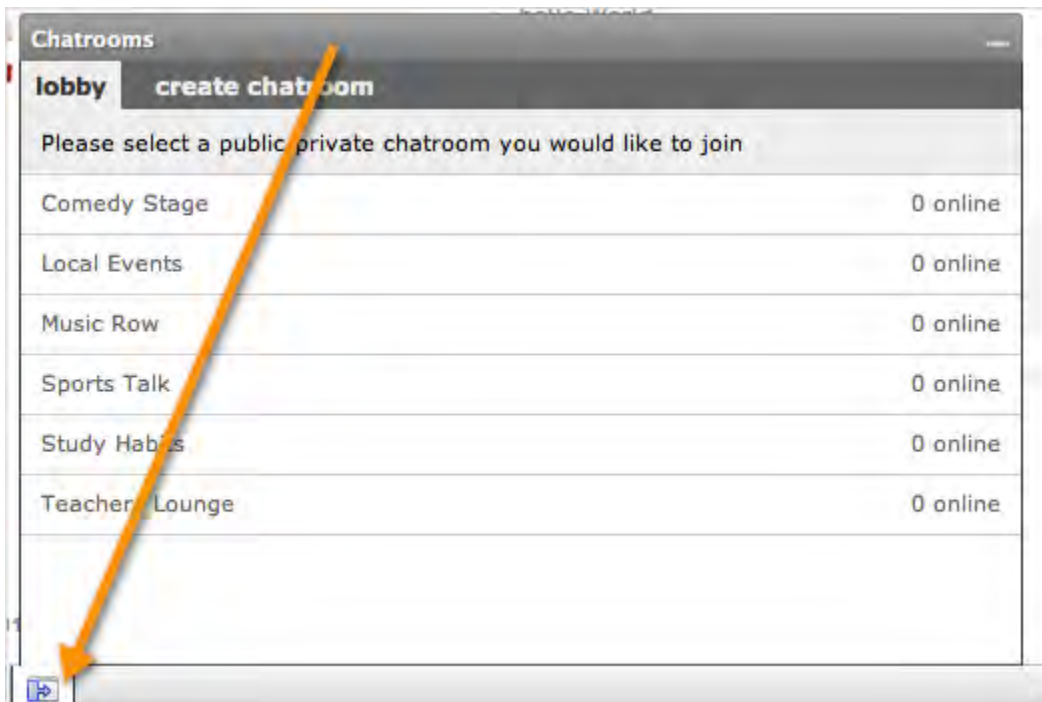 Chatrooms
lobby create chatroom
Please select a public private chatroom you would like to join
Comedy Stage 0 online
Local Events 0 online
Music Row 0 online
Sports Talk 0 online
Study Habits 0 online
Teachers Lounge 0 online